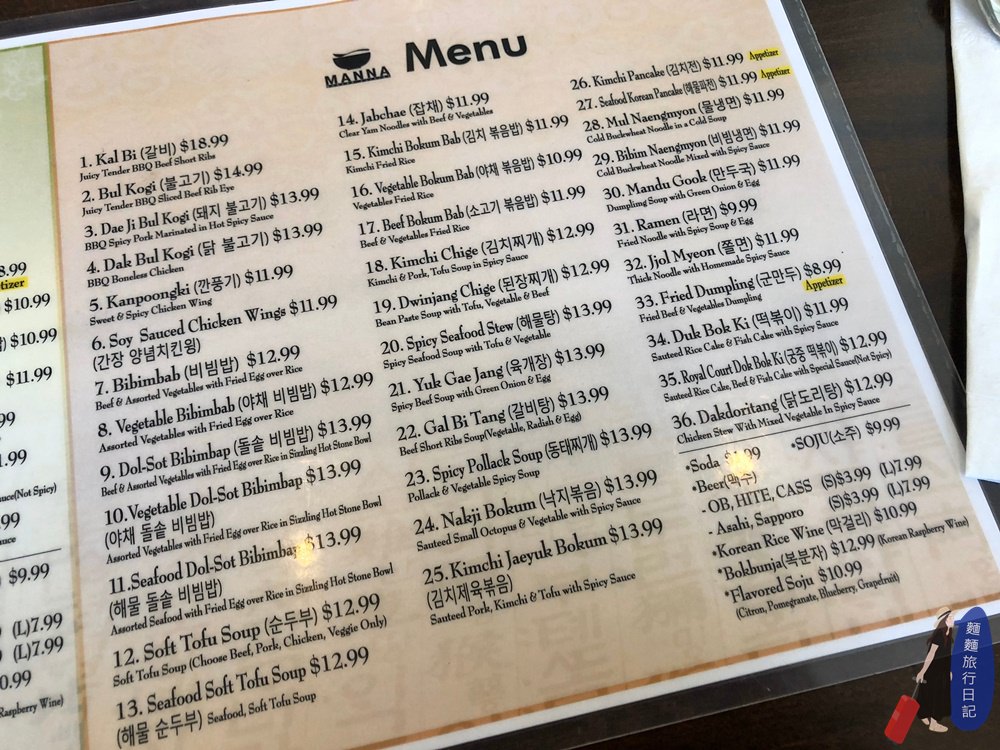 MANNA
Menu
1. Kal Bi (갈비) $18.99
Juicy Tender BBQ Beef Short Ribs
2. Bul Kogi (불고기) $14.99
Juicy Tender BBQ Sliced Beef Rib Eye
3. Dae Ji Bul Kogi (돼지 불고기) $13.99
BBQ Spicy Pork Marinated in Hot Spicy Sauce
4. Dak Bul Kogi (닭 불고기) $13.99
BBQ Boneless Chicken
5. Kanpoongki (깐풍기) $11.99
Sweet & Spicy Chicken Wing
6. Soy Sauced Chicken Wings $11.99
(간장 양념치킨윙)
7. Bibimbab (비빔밥) $12.99
Beef & Assorted Vegetables with Fried Egg over Rice
8. Vegetable Bibimbab (야채 비빔밥) $12.99
Assorted Vegetables with Fried Egg over Rice
9. Dol-Sot Bibimbap (돌솥 비빔밥) $13.99
Beef & Assorted Vegetables with Fried Egg over Rice in Sizzling Hot Stone Bowl
10. Vegetable Dol-Sot Bibimbap $13.99
(야채 돌솥 비빔밥)
Assorted Vegetables with Fried Egg over Rice in Sizzling Hot Stone Bowl
11. Seafood Dol-Sot Bibimbap $13.99
(해물 돌솥 비빔밥)
Assorted Seafood with Fried Egg over Rice in Sizzling Hot Stone Bowl
12. Soft Tofu Soup (순두부) $12.99
Soft Tofu Soup (Choose Beef, Pork, Chicken, Veggie Only)
13. Seafood Soft Tofu Soup $12.99
(해물 순두부) Seafood, Soft Tofu Soup
14. Jabchae (잡채) $11.99
Clear Yam Noodles with Beef & Vegetables
15. Kimchi Bokum Bab (김치 볶음밥) $11.99
Kimchi Fried Rice
16. Vegetable Bokum Bab (야채 볶음밥) $10.99
Vegetables Fried Rice
17. Beef Bokum Bab (소고기 볶음밥) $11.99
Beef & Vegetables Fried Rice
18. Kimchi Chige (김치찌개) $12.99
Kimchi & Pork, Tofu Soup in Spicy Sauce
19. Dwinjang Chige (된장찌개) $12.99
Bean Paste Soup with Tofu, Vegetable & Beef
20. Spicy Seafood Stew (해물탕) $13.99
Spicy Seafood Soup with Tofu & Vegetable
21. Yuk Gae Jang (육개장) $13.99
Spicy Beef Soup with Green Onion & Egg
22. Gal Bi Tang (갈비탕) $13.99
Beef Short Ribs Soup(Vegetable, Radish & Egg)
23. Spicy Pollack Soup (동태찌개) $13.99
Pollack & Vegetable Spicy Soup
24. Nakji Bokum (낙지볶음) $13.99
Sauteed Small Octopus & Vegetable with Spicy Sauce
25. Kimchi Jaeyuk Bokum $13.99
(김치제육볶음)
Sauteed Pork, Kimchi & Tofu with Spicy Sauce
26. Kimchi Pancake (김치전) $11.99 Appetizer
27. Seafood Korean Pancake (해물파전) $11.99 Appetizer
28. Mul Naengmyon (물냉면) $11.99
Cold Buckwheat Noodle in a Cold Soup
29. Bibim Naengmyon (비빔냉면) $11.99
Cold Buckwheat Noodle Mixed with Spicy Sauce
30. Mandu Gook (만두국) $11.99
Dumpling Soup with Green Onion & Egg
31. Ramen (라면) $9.99
Fried Noodle with Spicy Soup & Egg
32. Jjol Myeon (쫄면) $11.99
Thick Noodle with Homemade Spicy Sauce
33. Fried Dumpling (군만두) $8.99
Fried Beef & Vegetables Dumpling Appetizer
34. Duk Bok Ki (떡볶이) $11.99
Sauteed Rice Cake & Fish Cake with Spicy Sauce
35. Royal Court Dok Bok Ki (궁중 떡볶이) $12.99
Sauteed Rice Cake, Beef & Fish Cake with Special Sauce(Not Spicy)
36. Dakdoritang (닭도리탕) $12.99
Chicken Stew With Mixed Vegetable In Spicy Sauce
*Soda .99 *SOJU(소주) $9.99
*Beer(맥주)
- OB, HITE, CASS (S)$3.99 (L)7.99
- Asahi, Sapporo (S)$3.99 (L)7.99
*Korean Rice Wine (막걸리) $10.99
*Bokbunja(복분자) $12.99 (Korean Raspberry Wine)
*Flavored Soju $10.99
(Citron, Pomegranate, Blueberry, Grapefruit)
8.99
tizer
$10.99
$10.99
$11.99
.99
1.99
uce(Not Spicy)
.99
uce
$9.99
(L)7.99
(L)7.99
0.99
Raspberry Wine)
麵麵旅行日記